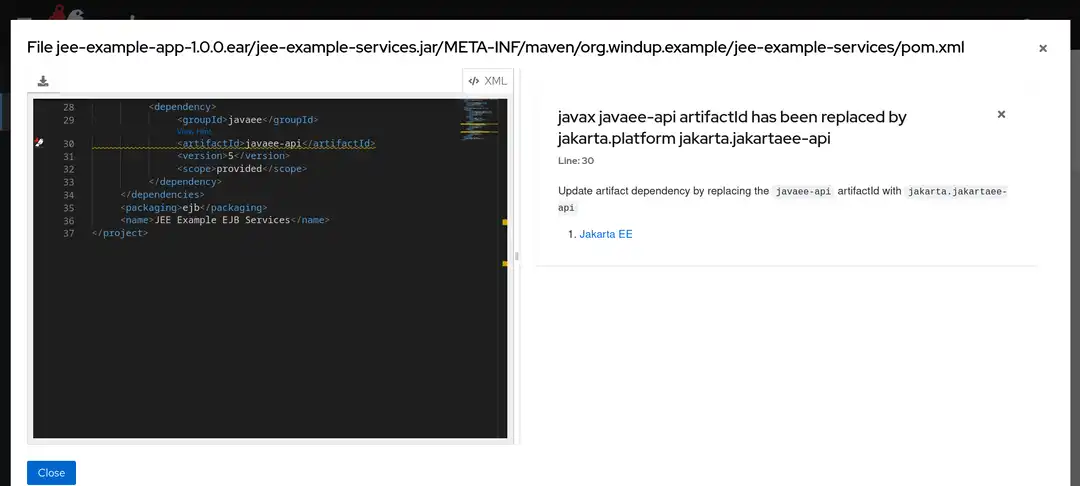 File jee-example-app-1.0.0.ear/jee-example-services.jar/META-INF/maven/org.windup.example/jee-example-services/pom.xml
</> XML
28 <dependency>
29 <groupId>javaee</groupId>
View Hint
30 <artifactId>javaee-api</artifactId>
31 <version>5</version>
32 <scope>provided</scope>
33 </dependency>
34 </dependencies>
35 <packaging>ejb</packaging>
36 <name>JEE Example EJB Services</name>
37 </project>
javax javaee-api artifactId has been replaced by
jakarta.platform jakarta.jakartaee-api
Line: 30
Update artifact dependency by replacing the javaee-api artifactId with jakarta.jakartaee-
api
1. Jakarta EE
Close